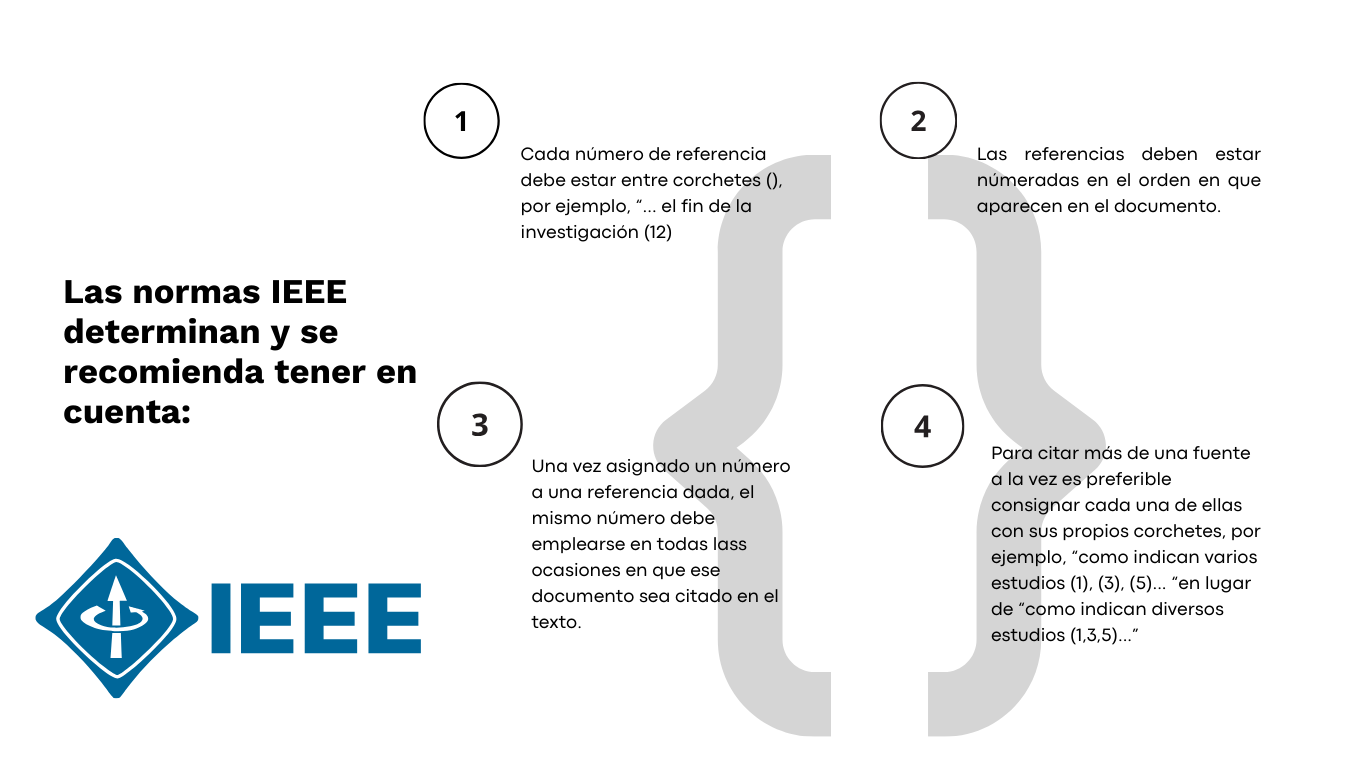 Las normas IEEE
determinan y se
recomienda tener en
cuenta:
IEEE
1
Cada número de referencia
debe estar entre corchetes (),
por ejemplo, “... el fin de la
investigación (12)
2
Las referencias deben estar
númeradas en el orden en que
aparecen en el documento.
3
Una vez asignado un número
a una referencia dada, el
mismo número debe
emplearse en todas lass
ocasiones en que ese
documento sea citado en el
texto.
4
Para citar más de una fuente
a la vez es preferible
consignar cada una de ellas
con sus propios corchetes, por
ejemplo, “como indican varios
estudios (1), (3), (5)... “en lugar
de “como indican diversos
estudios (1,3,5)...”